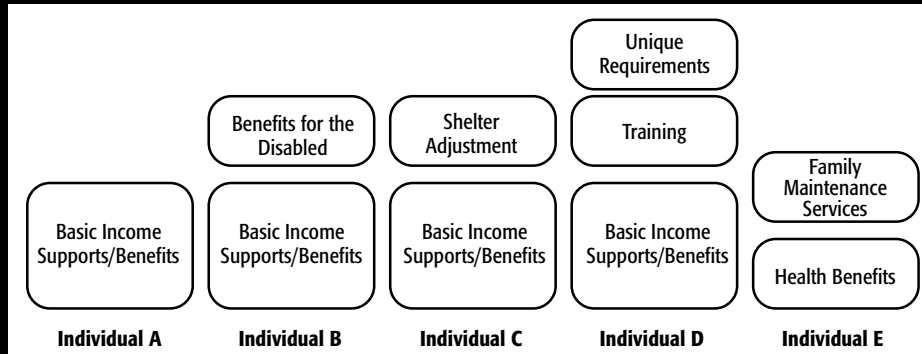 Unique
Requirements
Benefits for the
Disabled
Shelter
Adjustment
Training
Family
Maintenance
Services
Basic Income
Supports/Benefits
Basic Income
Supports/Benefits
Basic Income
Supports/Benefits
Basic Income
Supports/Benefits
Health Benefits
Individual A
Individual B
Individual C
Individual D
Individual E